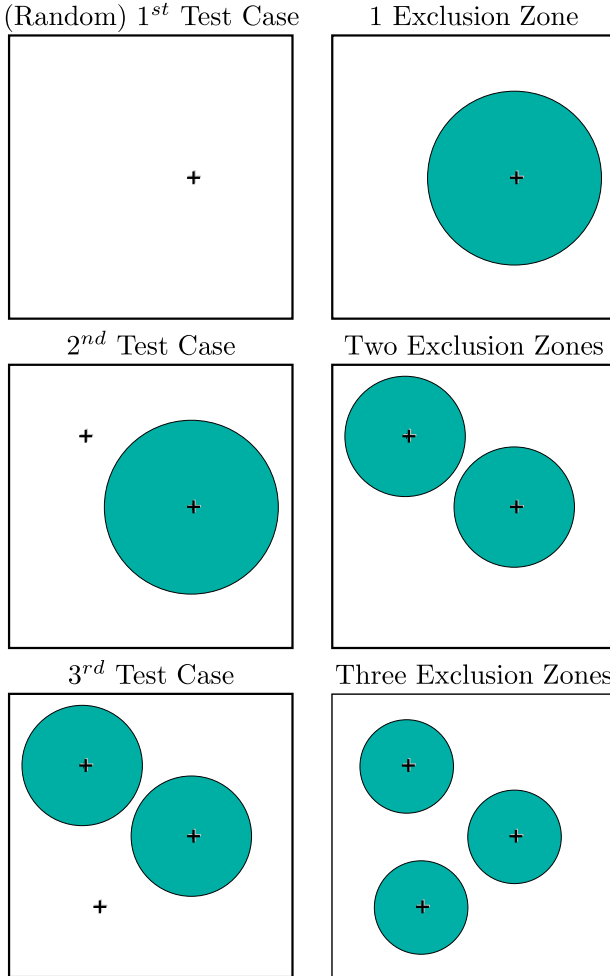 (Random) 1st Test Case
1 Exclusion Zone
2nd Test Case
Two Exclusion Zones
3rd Test Case
Three Exclusion Zones